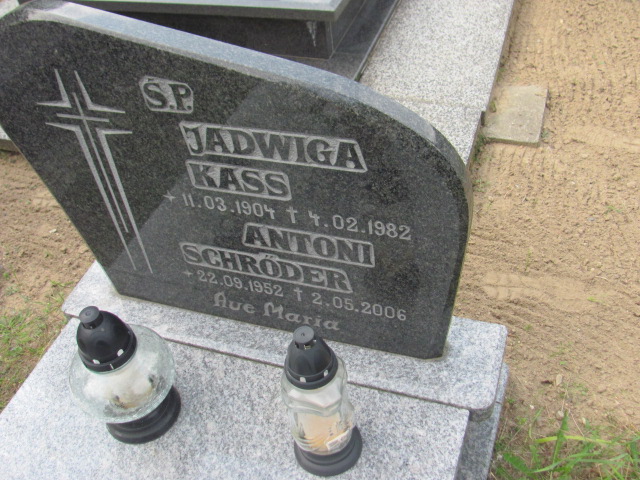 Ś.P.
JADWIGA
KASS
+ 11.03.1904 † 4.02.1982
ANTONI
SCHRÖDER
+ 22.09.1952 † 2.05.2006
Ave Maria